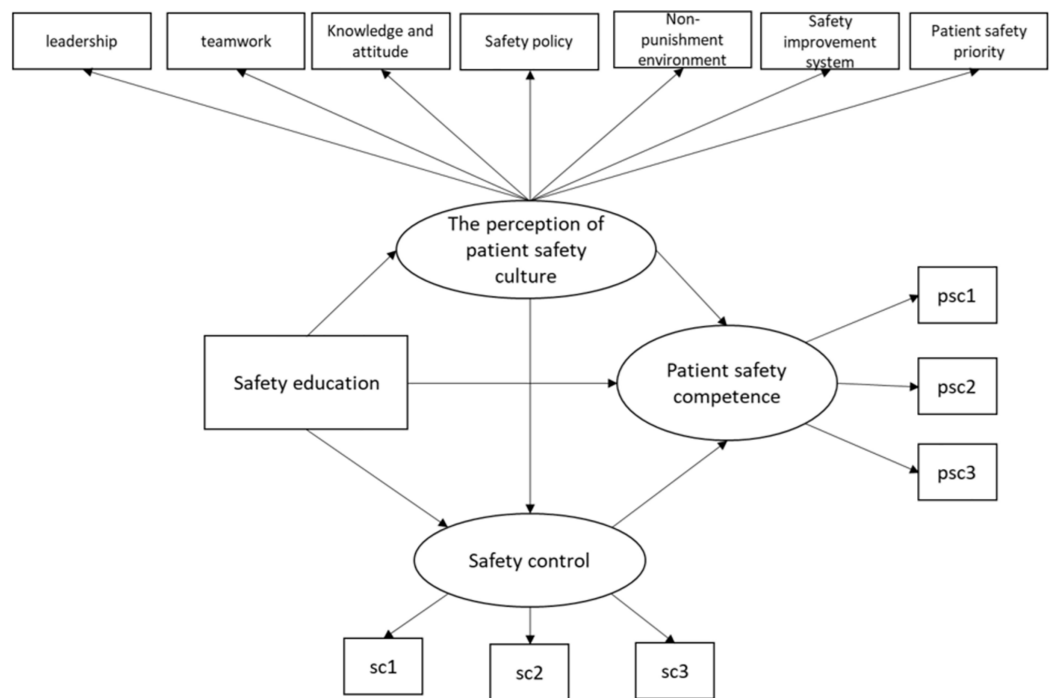 leadership
teamwork
Knowledge and
attitude
Safety policy
Non-
punishment
environment
Safety
improvement
system
Patient safety
priority
The perception of
patient safety
culture
Safety education
Patient safety
competence
psc1
psc2
psc3
Safety control
sc1
sc2
sc3